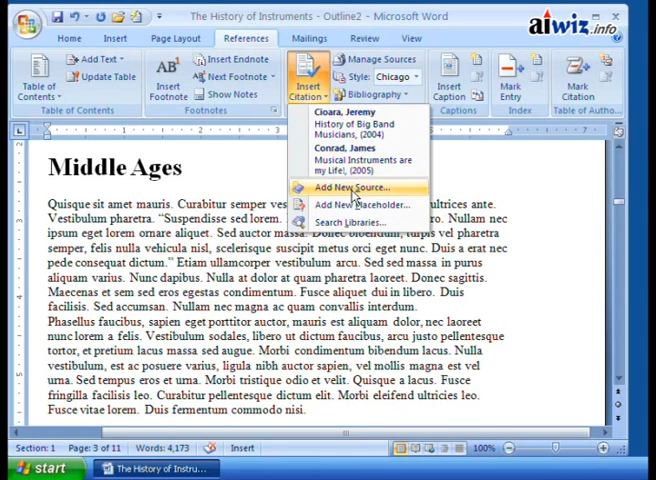 The History of Instruments - Outline2 - Microsoft Word
aiwiz.info
Home Insert Page Layout References Mailings Review View
Table of Contents
Add Text
Update Table
Table of Contents
AB1
Insert Footnote
Insert Endnote
Next Footnote
Show Notes
Footnotes
Insert Citation
Manage Sources
Style: Chicago
Bibliography
Insert Caption
Captions
Mark Entry
Mark Citation
Table of Autho...
Cioara, Jeremy
History of Big Band
Musicians, (2004)
Conrad, James
Musical Instruments are
my Life!, (2005)
Add New Source...
Add New Placeholder...
Search Libraries...
Middle Ages
Quisque sit amet mauris. Curabitur semper ves ultrices ante.
Vestibulum pharetra. “Suspendisse sed lorem Nullam nec
ipsum eget lorem ornare aliquet. Sed auctor massa
semper, felis nulla vehicula nisl, scelerisque suscipit metus orci ac leo. Duis a erat nec
pede consequat dictum.” Etiam ullamcorper vestibulum arcu. Sed massa in purus
aliquam varius. Nunc dapibus. Nulla at dolor at quam pharetra laoreet. Donec sagittis.
Maecenas et sem sed eros egestas condimentum. Fusce aliquet dui in libero. Duis
facilisis. Sed accumsan. Nullam nec magna ac quam convallis interdum.
Phasellus faucibus, sapien eget porttitor auctor, mauris est aliquam dolor, nec laoreet
nunc lorem a felis. Vestibulum sodales, libero ut dictum faucibus, arcu justo pellentesque
tortor, et pretium lacus massa sed augue. Morbi condimentum bibendum lacus. Nulla
vestibulum, est ac posuere varius, ligula nibh auctor sapien, vel mollis magna est vel
urna. Sed tempus eros et urna. Morbi tristique odio et velit. Quisque a lacus. Fusce
fringilla facilisis leo. Curabitur pellentesque dictum elit. Morbi eleifend ultricies leo.
Fusce vitae lorem. Duis fermentum commodo nisi.
Section: 1 Page: 3 of 11 Words: 4,173 Insert 100%
start The History of Instru...